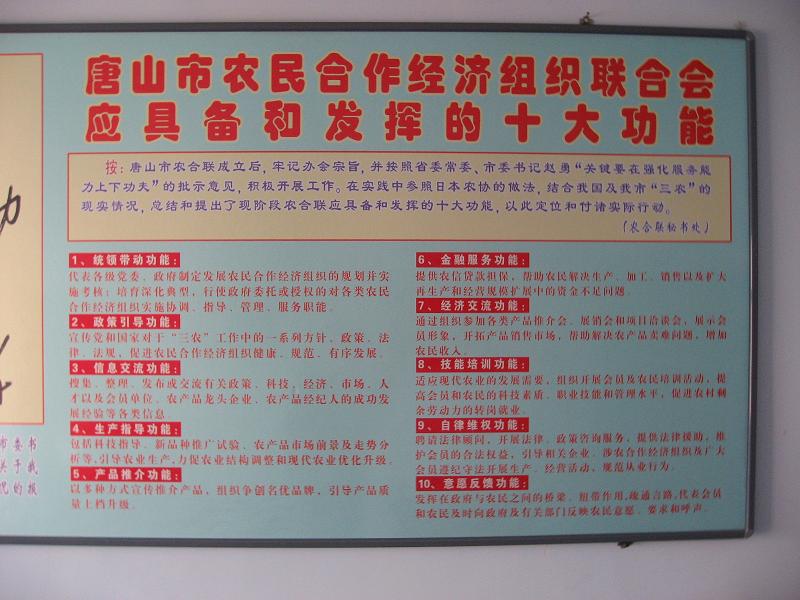 唐山市农民合作经济组织联合会
应具备和发挥的十大功能
按：唐山市农合联成立后，牢记办会宗旨，并按照省委常委、市委书记赵勇“关键要在强化服务能
力上下功夫”的批示意见，积极开展工作。在实践中参照日本农协的做法，结合我国及我市“三农”的
现实情况，总结和提出了现阶段农合联应具备和发挥的十大功能，以此定位和付诸实际行动。
（农合联秘书处）
1、统领带动功能：
代表各级党委、政府制定发展农民合作经济组织的规划并实
施考核；培育深化典型，行使政府委托或授权的对各类农民
合作经济组织实施协调、指导、管理、服务职能。
2、政策引导功能：
宣传党和国家对于“三农”工作中的一系列方针、政策、法
律、法规，促进农民合作经济组织健康、规范、有序发展。
3、信息交流功能：
搜集、整理、发布或交流有关政策、科技、经济、市场、人
才以及会员单位、农产品龙头企业、农产品经纪人的成功发
展经验等各类信息。
4、生产指导功能：
包括科技指导、新品种推广试验、农产品市场前景及走势分
析等，引导农业生产，力促农业结构调整和现代农业优化升级。
5、产品推介功能：
以多种方式宣传推介产品，组织争创名优品牌，引导产品质
量上档升级。
6、金融服务功能：
提供农信贷款担保，帮助农民解决生产、加工、销售以及扩大
再生产和经营规模扩展中的资金不足问题。
7、经济交流功能：
通过组织参加各类产品推介会、展销会和项目洽谈会，展示会
员形象，开拓产品销售市场，帮助解决农产品卖难问题，增加
农民收入。
8、技能培训功能：
适应现代农业的发展需要，组织开展会员及农民培训活动，提
高会员和农民的科技素质、职业技能和管理水平，促进农村剩
余劳动力的转岗就业。
9、自律维权功能：
聘请法律顾问，开展法律、政策咨询服务，提供法律援助，维
护会员的合法权益，引导相关企业、涉农合作经济组织及广大
会员遵纪守法开展生产、经营活动，规范从业行为。
10、意愿反馈功能：
发挥在政府与农民之间的桥梁、纽带作用，疏通言路，代表会员
和农民及时向政府及有关部门反映农民意愿、要求和呼声。
市委书
关于我
况的报